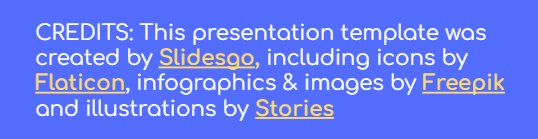 CREDITS: This presentation template was
created by Slidesgo, including icons by
Flaticon, infographics & images by Freepik
and illustrations by Stories